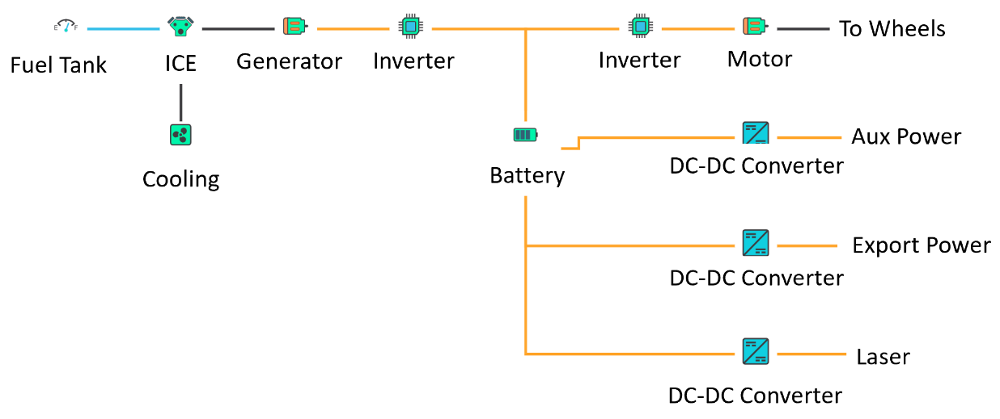 E F
Fuel Tank
ICE
Generator
Inverter
Inverter
Motor
To Wheels
Cooling
Battery
DC-DC Converter
Aux Power
DC-DC Converter
Export Power
DC-DC Converter
Laser